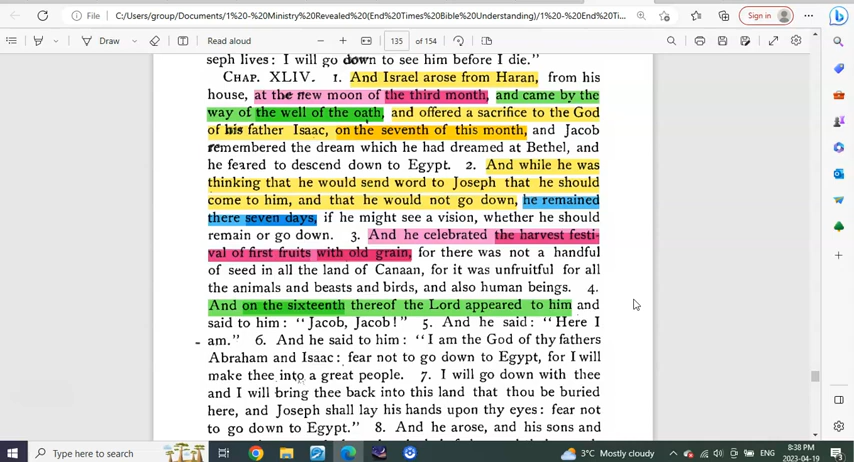 File
C:/Users/group/Documents/1%20-%20Ministry%20Revealed(End%20Times%20Bible%20Understanding)/1%20-%20End%20Times...
Sign in
Draw
Read aloud
135
of 154
seph lives: I will go down to see him before I die."
CHAP. XLIV. 1. And Israel arose from Haran, from his
house, at the new moon of the third month, and came by the
way of the well of the oath, and offered a sacrifice to the God
of his father Isaac, on the seventh of this month, and Jacob
remembered the dream which he had dreamed at Bethel, and
he feared to descend down to Egypt. 2. And while he was
thinking that he would send word to Joseph that he should
come to him, and that he would not go down, he remained
there seven days, if he might see a vision, whether he should
remain or go down. 3. And he celebrated the harvest festi-
val of first fruits with old grain, for there was not a handful
of seed in all the land of Canaan, for it was unfruitful for all
the animals and beasts and birds, and also human beings. 4.
And on the sixteenth thereof the Lord appeared to him and
said to him: "Jacob, Jacob!" 5. And he said: "Here I
am." 6. And he said to him: "I am the God of thy fathers
Abraham and Isaac: fear not to go down to Egypt, for I will
make thee into a great people. 7. I will go down with thee
and I will bring thee back into this land that thou be buried
here, and Joseph shall lay his hands upon thy eyes: fear not
to go down to Egypt." 8. And he arose, and his sons and
Type here to search
3°C Mostly cloudy
ENG
8:38 PM
2023-04-19